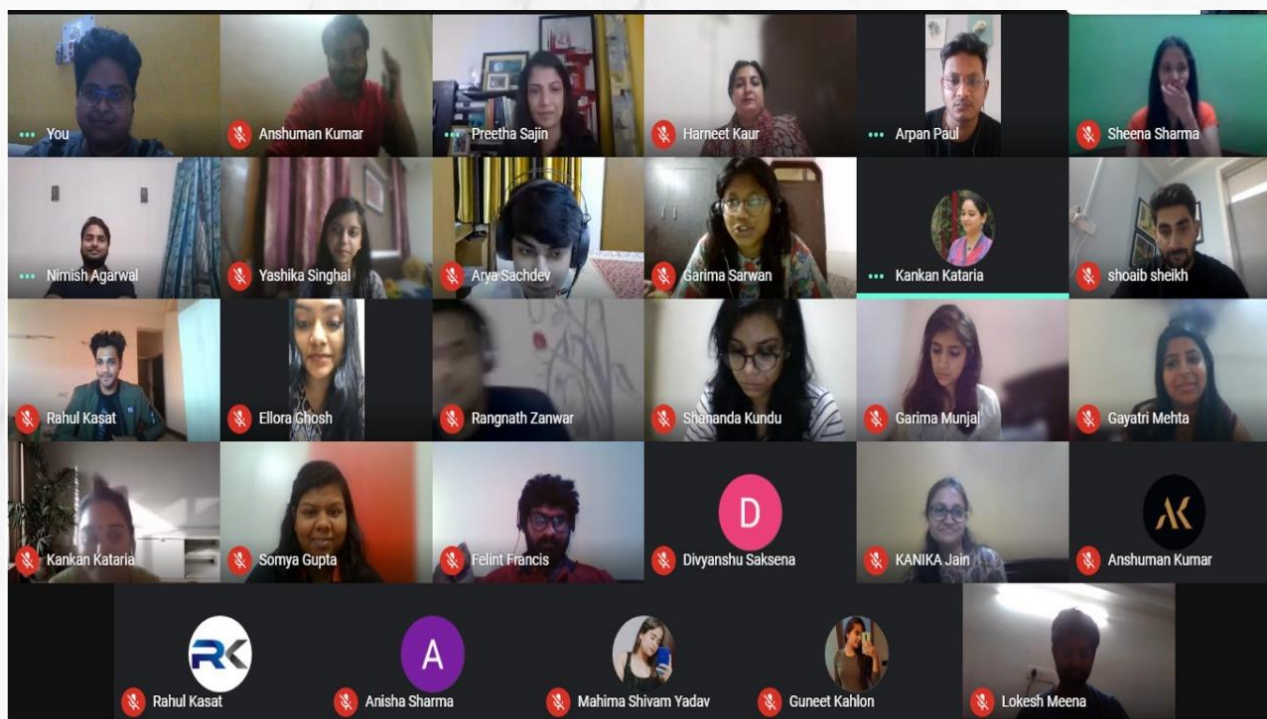 You
Anshuman Kumar
Preetha Sajin
Harneet Kaur
Arpan Paul
Sheena Sharma
Nimish Agarwal
Yashika Singhal
Arya Sachdev
Garima Sarwan
Kankan Kataria
shoaib sheikh
Rahul Kasat
Ellora Ghosh
Rangnath Zanwar
Shananda Kundu
Garima Munjal
Gayatri Mehta
Kankan Kataria
Somya Gupta
Felint Francis
D
Divyanshu Saksena
KANIKA Jain
AK
Anshuman Kumar
RK
Rahul Kasat
A
Anisha Sharma
Mahima Shivam Yadav
Guneet Kahlon
Lokesh Meena